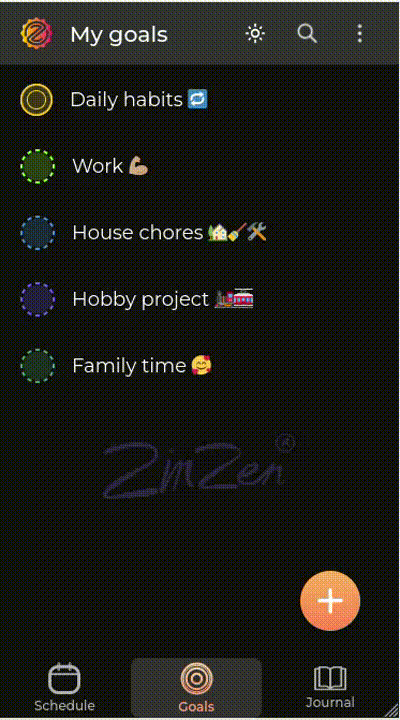 My goals
Daily habits 🔁
Work 💪
House chores 🏡🧹🛠️
Hobby project 🚂🚋
Family time 🥰
ZinZen®
Schedule
Goals
Journal